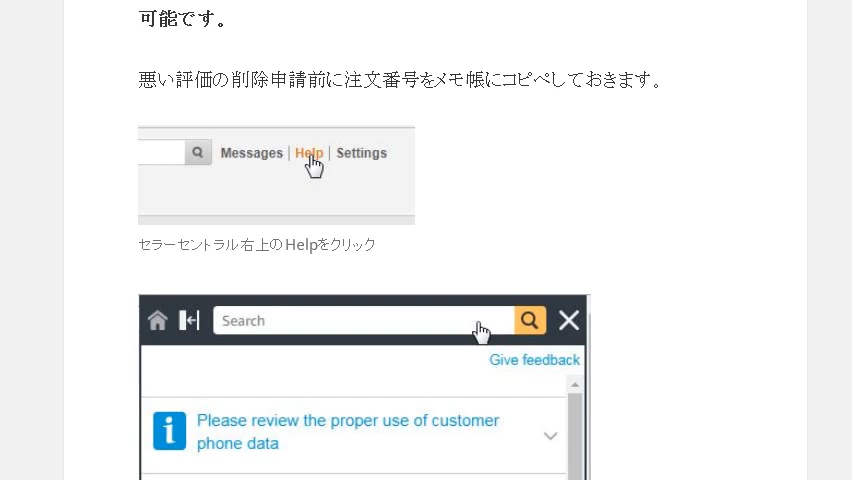 可能です。
悪い評価の削除申請前に注文番号をメモ帳にコピペしておきます。
Messages | Help | Settings
セラーセントラル右上のHelpをクリック
Search
Give feedback
Please review the proper use of customer
phone data